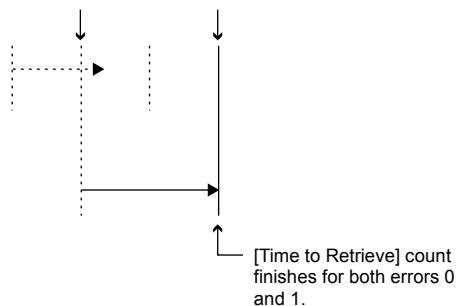 [Time to Retrieve] count
finishes for both errors 0
and 1.